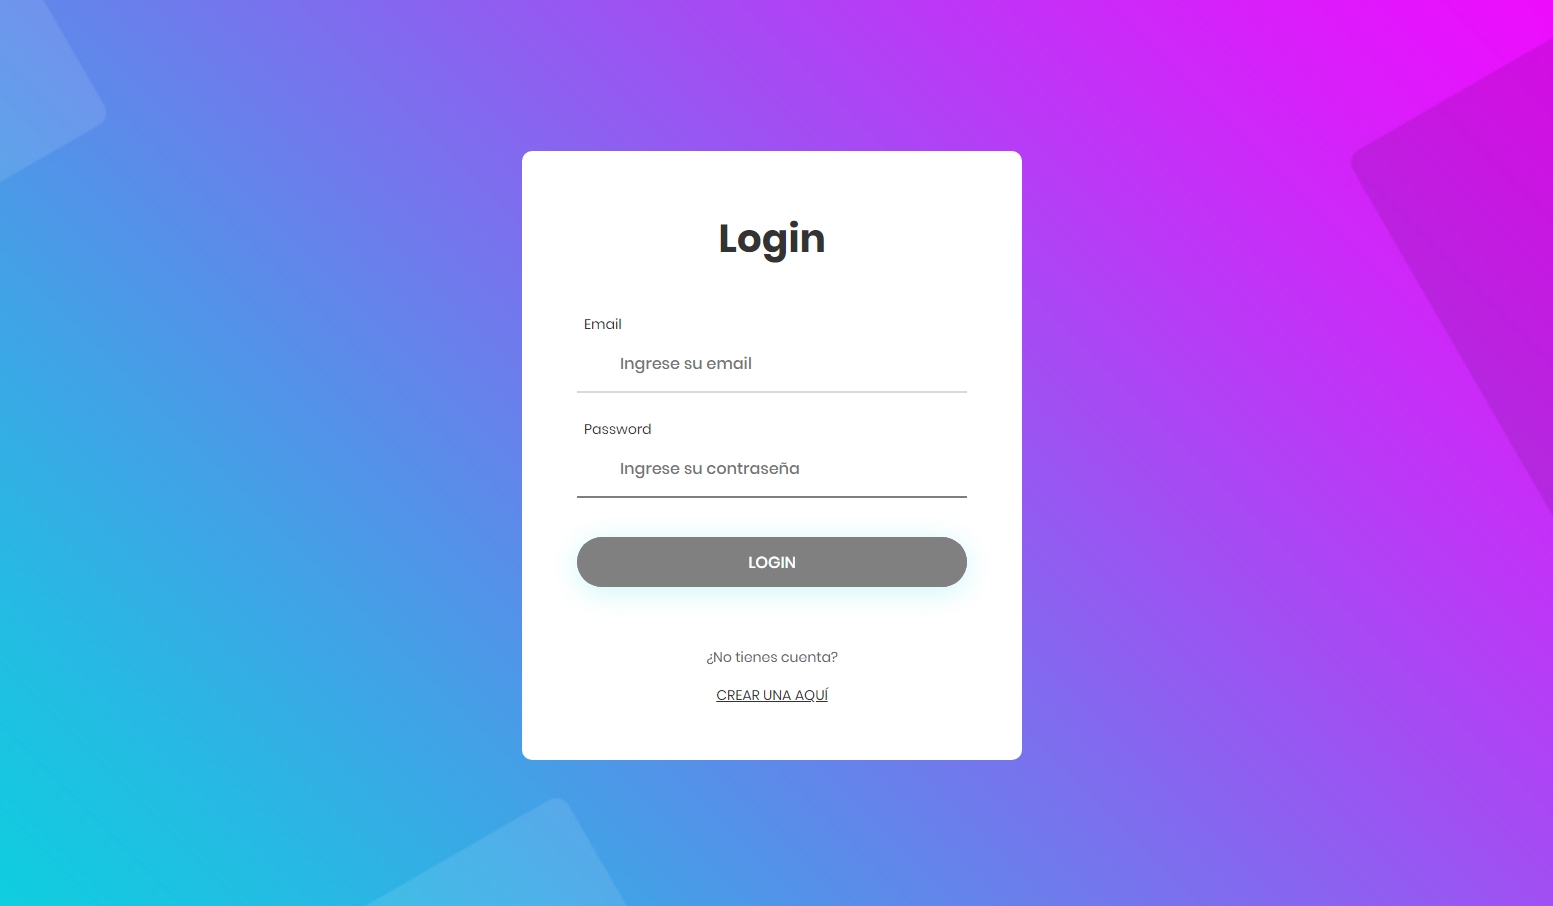 Login
Email
Ingrese su email
Password
Ingrese su contraseña
LOGIN
¿No tienes cuenta?
CREAR UNA AQUÍ